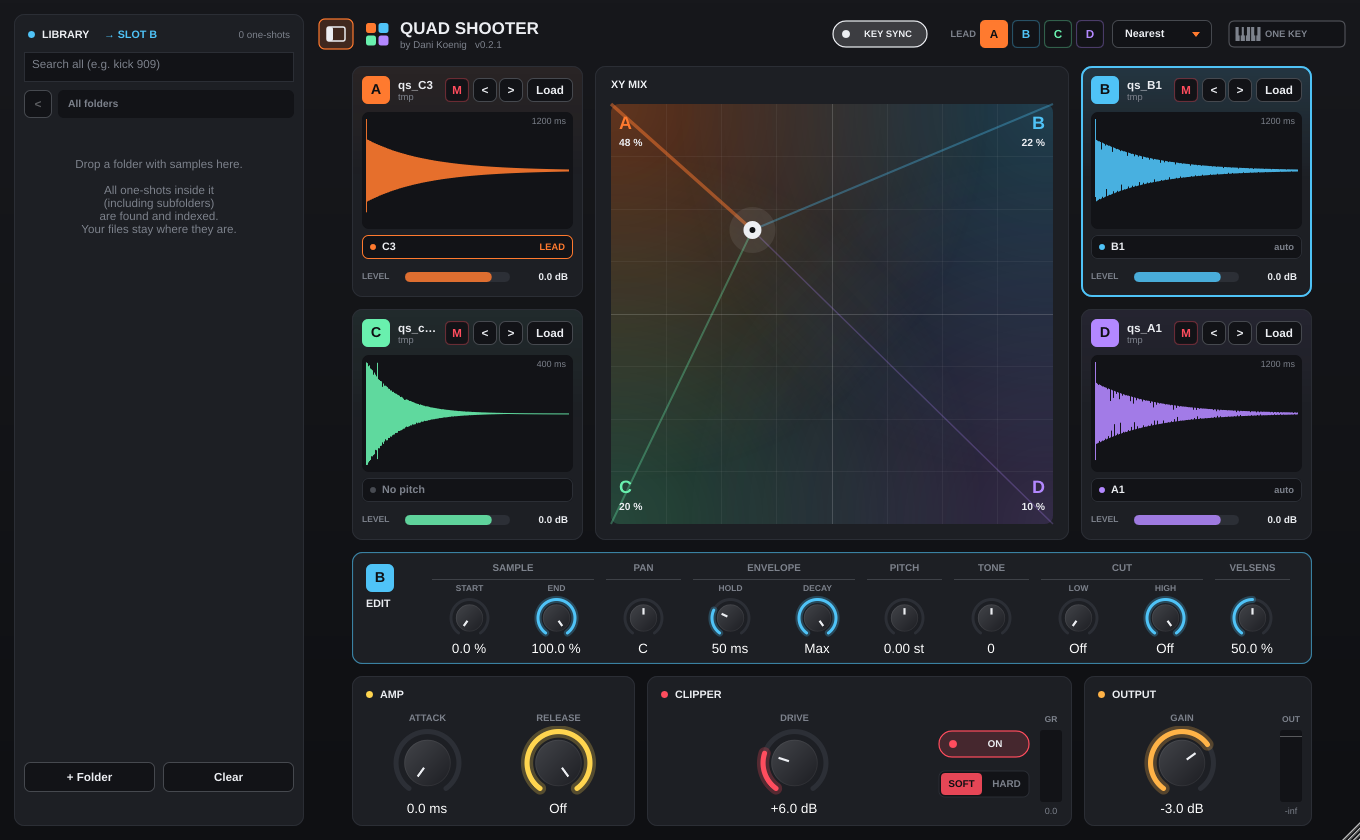 LIBRARY → SLOT B 0 one-shots
Search all (e.g. kick 909)
< All folders
Drop a folder with samples here.
All one-shots inside it
(including subfolders)
are found and indexed.
Your files stay where they are.
+ Folder Clear
QUAD SHOOTER
by Dani Koenig v0.2.1
KEY SYNC LEAD A B C D Nearest ONE KEY
A qs_C3 M < > Load
tmp
1200 ms
C3 LEAD
LEVEL 0.0 dB
C qs_c... M < > Load
tmp
400 ms
No pitch
LEVEL 0.0 dB
XY MIX
A B
48 % 22 %
C D
20 % 10 %
B qs_B1 M < > Load
tmp
1200 ms
B1 auto
LEVEL 0.0 dB
D qs_A1 M < > Load
tmp
1200 ms
A1 auto
LEVEL 0.0 dB
B
EDIT
SAMPLE PAN ENVELOPE PITCH TONE CUT VELSENS
START END HOLD DECAY LOW HIGH
0.0 % 100.0 % C 50 ms Max 0.00 st 0 Off Off 50.0 %
AMP
ATTACK RELEASE
0.0 ms Off
CLIPPER
DRIVE GR
ON
SOFT HARD
+6.0 dB 0.0
OUTPUT
GAIN OUT
-3.0 dB -inf